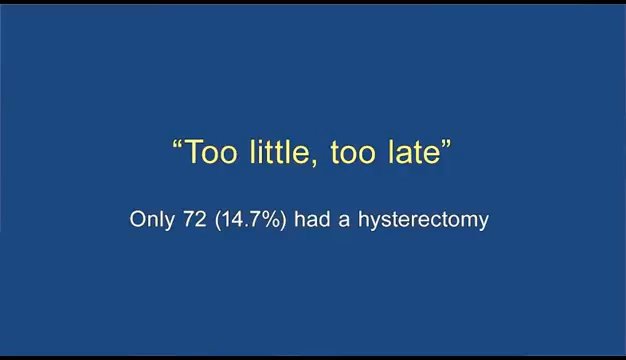 “Too little, too late”
Only 72 (14.7%) had a hysterectomy